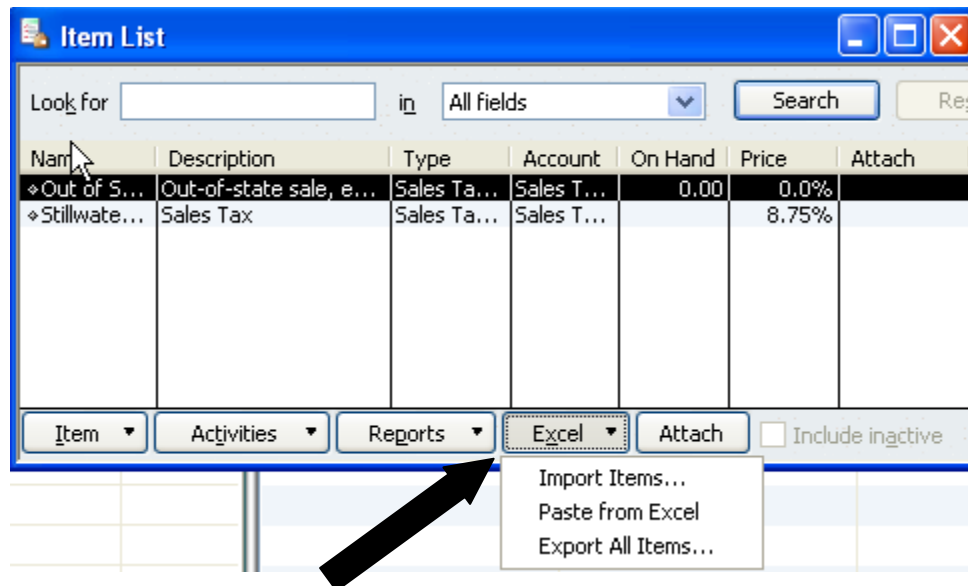 Item List
Look for in All fields Search Res
Nam Description Type Account On Hand Price Attach
Out of S... Out-of-state sale, e... Sales Ta... Sales T... 0.00 0.0%
Stillwate... Sales Tax Sales Ta... Sales T... 8.75%
Item Activities Reports Excel Attach Include inactive
Import Items...
Paste from Excel
Export All Items...